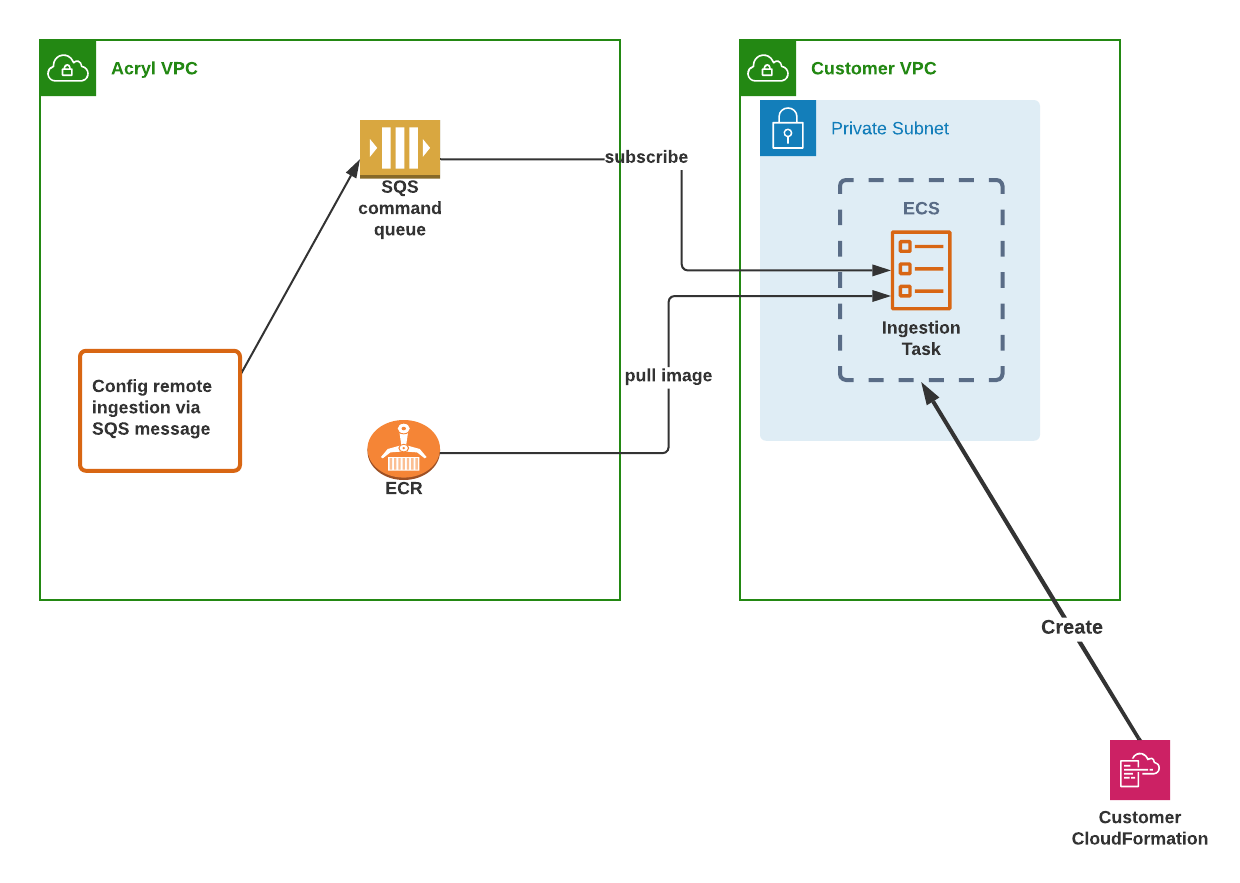 Acryl VPC
Customer VPC
Private Subnet
subscribe
SQS
command
queue
ECS
Ingestion
Task
Config remote
ingestion via
SQS message
pull image
ECR
Create
Customer
CloudFormation